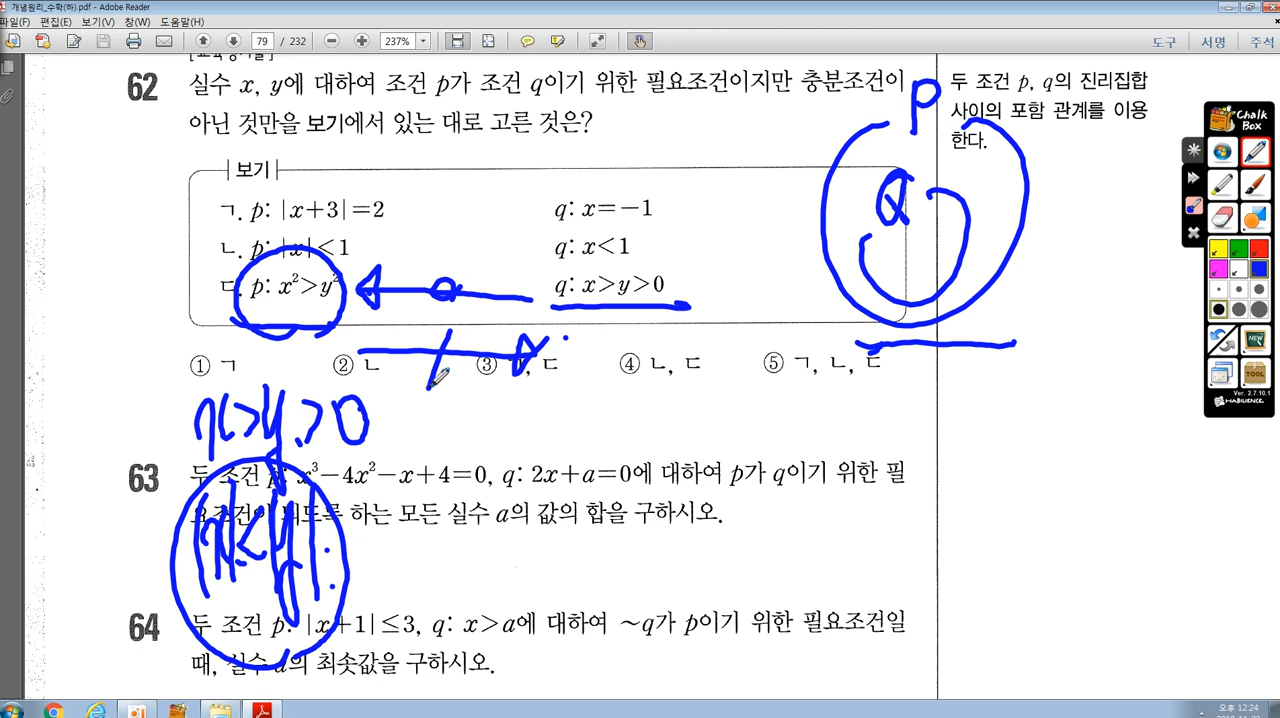 개념원리_수학(하).pdf - Adobe Reader
파일(F) 편집(E) 보기(V) 창(W) 도움말(H)
79 / 232 237% 도구 서명 주석
62 실수 x, y에 대하여 조건 p가 조건 q이기 위한 필요조건이지만 충분조건이
아닌 것만을 보기에서 있는 대로 고른 것은?
보기
ㄱ. p: |x+3|=2 q: x=-1
ㄴ. p: |x|<1 q: x<1
ㄷ. p: x²>y² q: x>y>0
① ㄱ ② ㄴ ③ ㄱ, ㄷ ④ ㄴ, ㄷ ⑤ ㄱ, ㄴ, ㄷ
두 조건 p, q의 진리집합
사이의 포함 관계를 이용
한다.
P
Q
x>y>0
63 두 조건 p: x³-4x²-x+4=0, q: 2x+a=0에 대하여 p가 q이기 위한 필
요조건이 되도록 하는 모든 실수 a의 값의 합을 구하시오.
|x|<|y|
64 두 조건 p: |x+1|≤3, q: x>a에 대하여 ~q가 p이기 위한 필요조건일
때, 실수 a의 최솟값을 구하시오.
Chalk
Box
NEW
TOOL
Ver. 2.7.10.1
HABILIENCE
오후 12:24